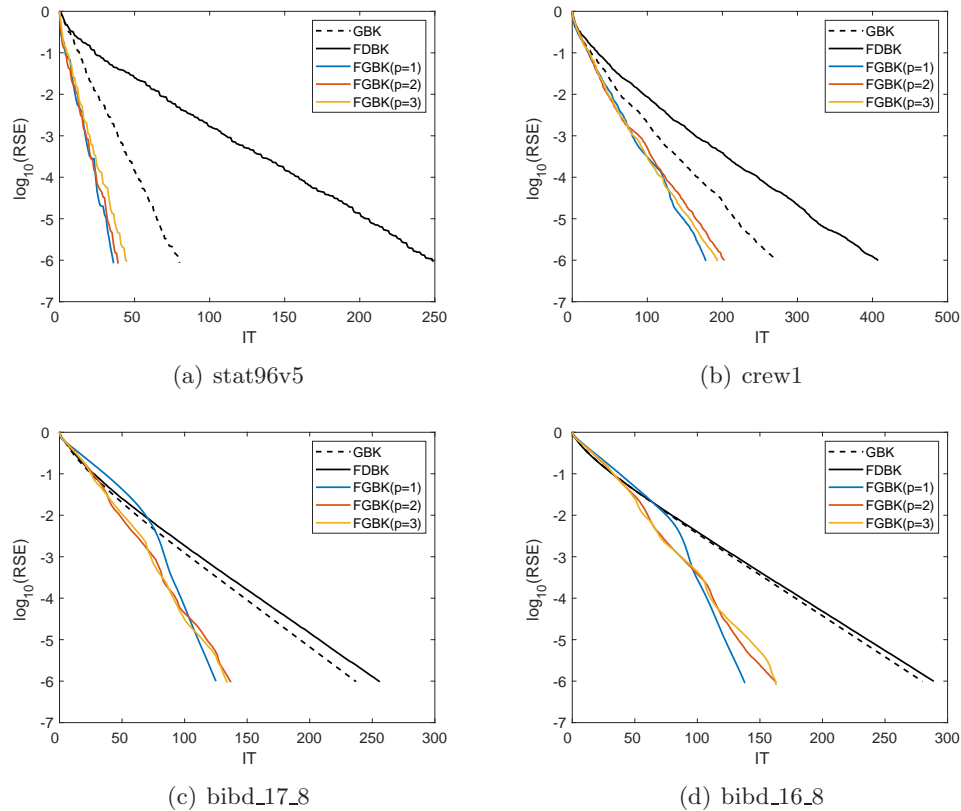 0
-1
-2
-3
-4
-5
-6
-7
log10(RSE)
GBK
FDBK
FGBK(p=1)
FGBK(p=2)
FGBK(p=3)
0 50 100 150 200 250
IT
(a) stat96v5
0
-1
-2
-3
-4
-5
-6
-7
log10(RSE)
GBK
FDBK
FGBK(p=1)
FGBK(p=2)
FGBK(p=3)
0 100 200 300 400 500
IT
(b) crew1
0
-1
-2
-3
-4
-5
-6
-7
log10(RSE)
GBK
FDBK
FGBK(p=1)
FGBK(p=2)
FGBK(p=3)
0 50 100 150 200 250 300
IT
(c) bibd_17_8
0
-1
-2
-3
-4
-5
-6
-7
log10(RSE)
GBK
FDBK
FGBK(p=1)
FGBK(p=2)
FGBK(p=3)
0 50 100 150 200 250 300
IT
(d) bibd_16_8